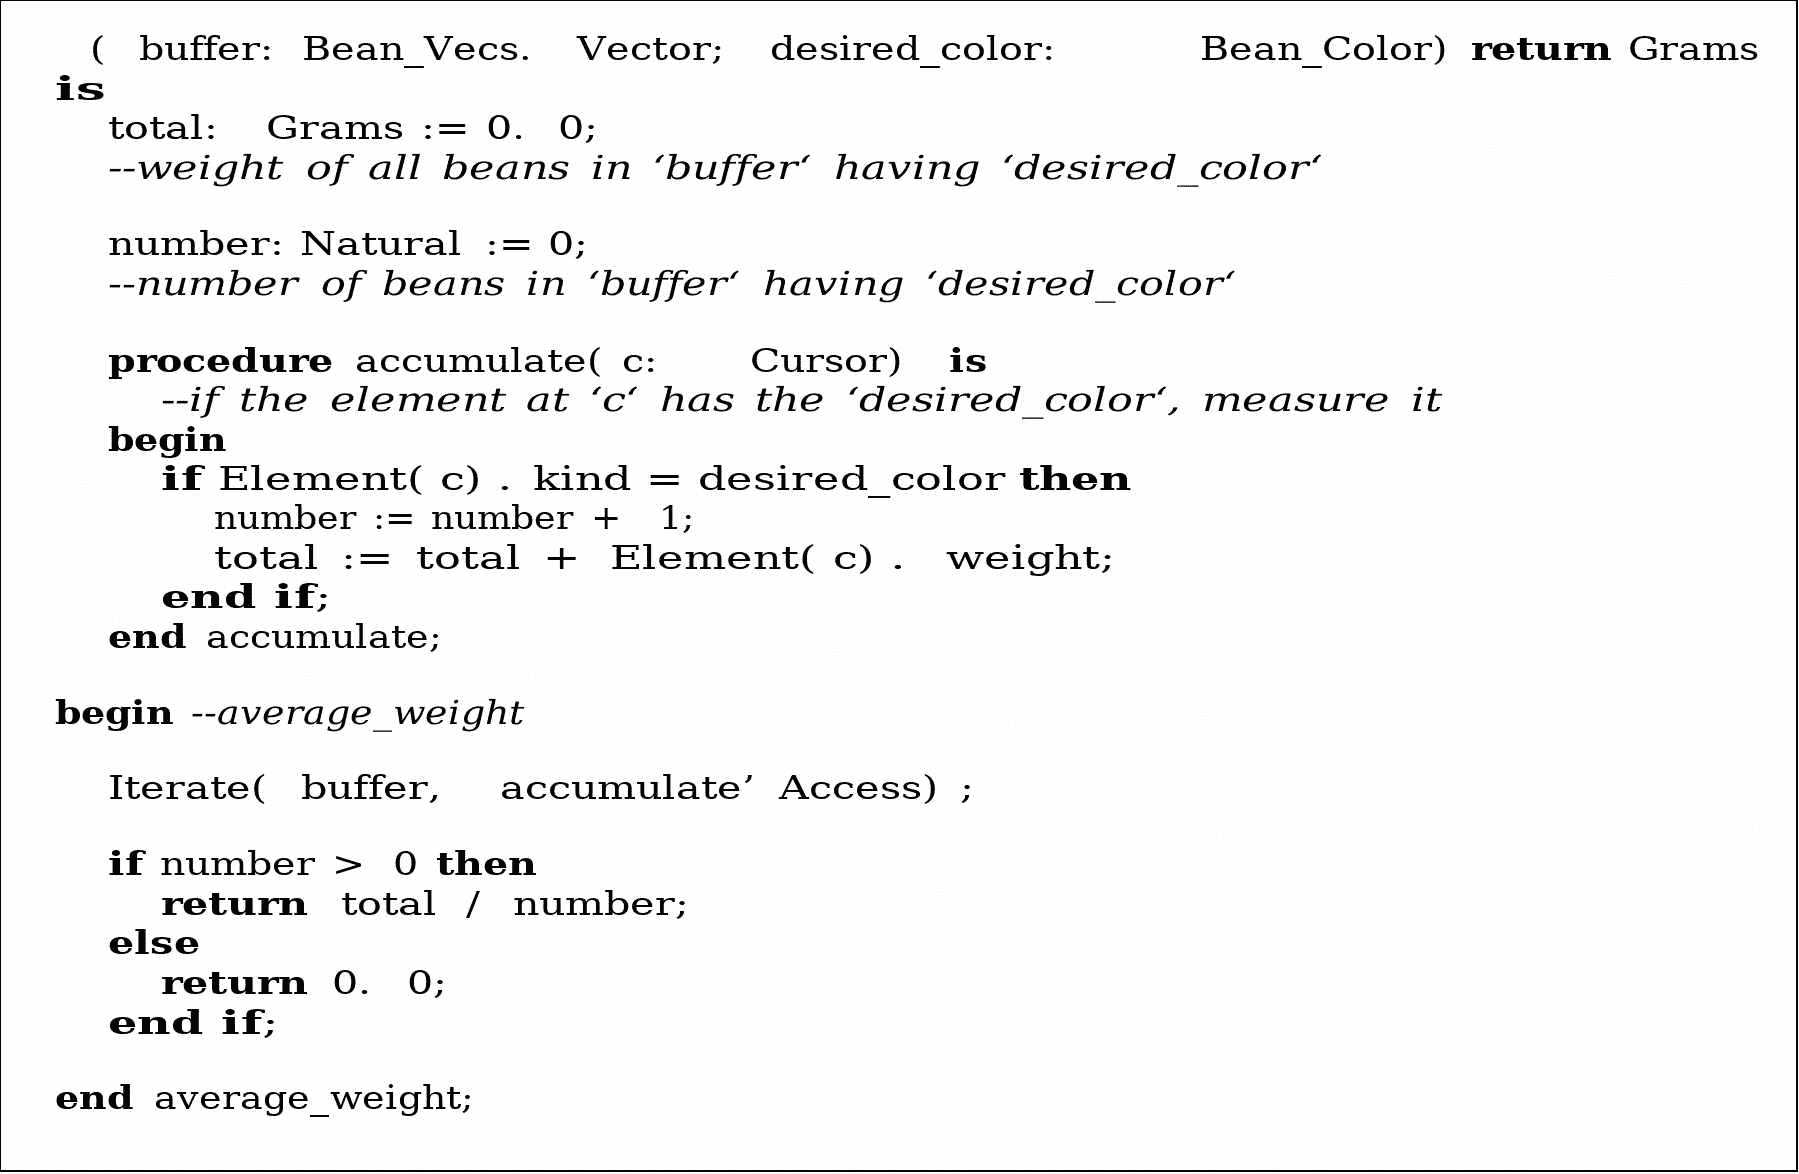 ( buffer: Bean_Vecs. Vector; desired_color: Bean_Color) return Grams
is
total: Grams := 0. 0;
--weight of all beans in ‘buffer‘ having ‘desired_color‘
number: Natural := 0;
--number of beans in ‘buffer‘ having ‘desired_color‘
procedure accumulate( c: Cursor) is
--if the element at ‘c‘ has the ‘desired_color‘, measure it
begin
if Element( c) . kind = desired_color then
number := number + 1;
total := total + Element( c) . weight;
end if;
end accumulate;
begin --average_weight
Iterate( buffer, accumulate’ Access) ;
if number > 0 then
return total / number;
else
return 0. 0;
end if;
end average_weight;